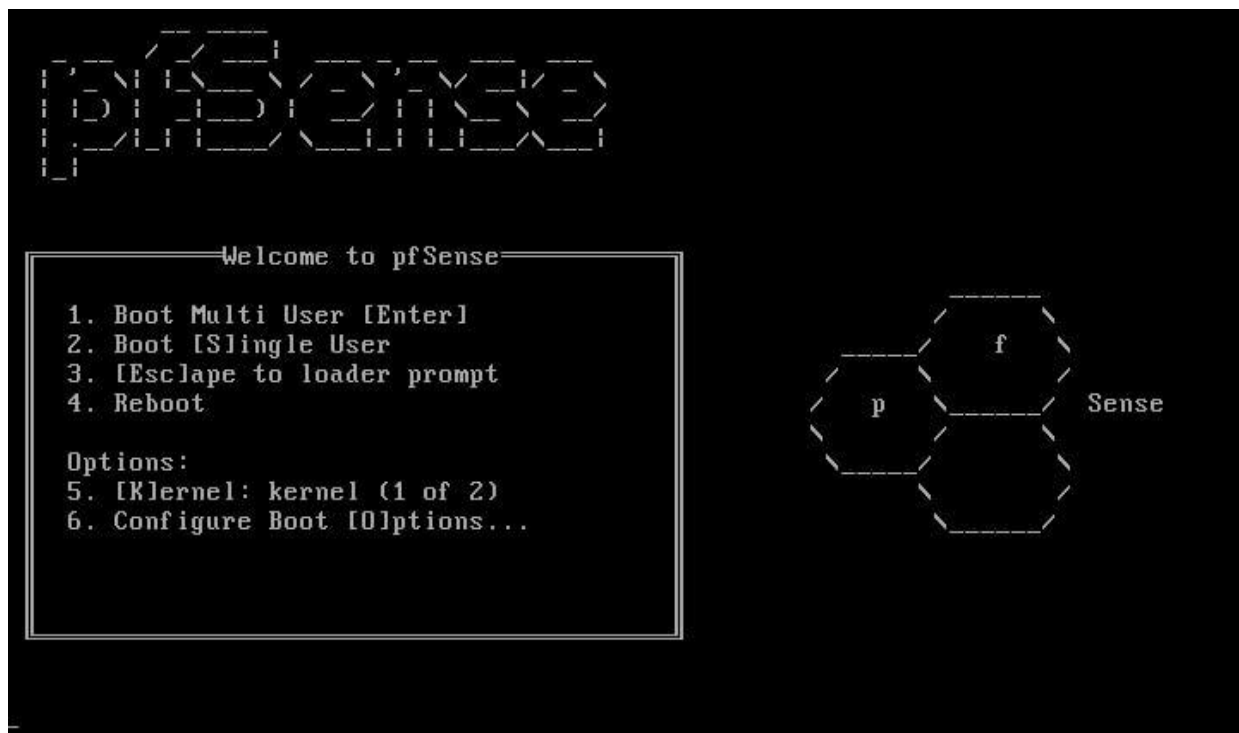 pfSense
Welcome to pfSense
1. Boot Multi User [Enter]
2. Boot [S]ingle User
3. [Esc]ape to loader prompt
4. Reboot
Options:
5. [K]ernel: kernel (1 of 2)
6. Configure Boot [O]ptions...
f
p Sense